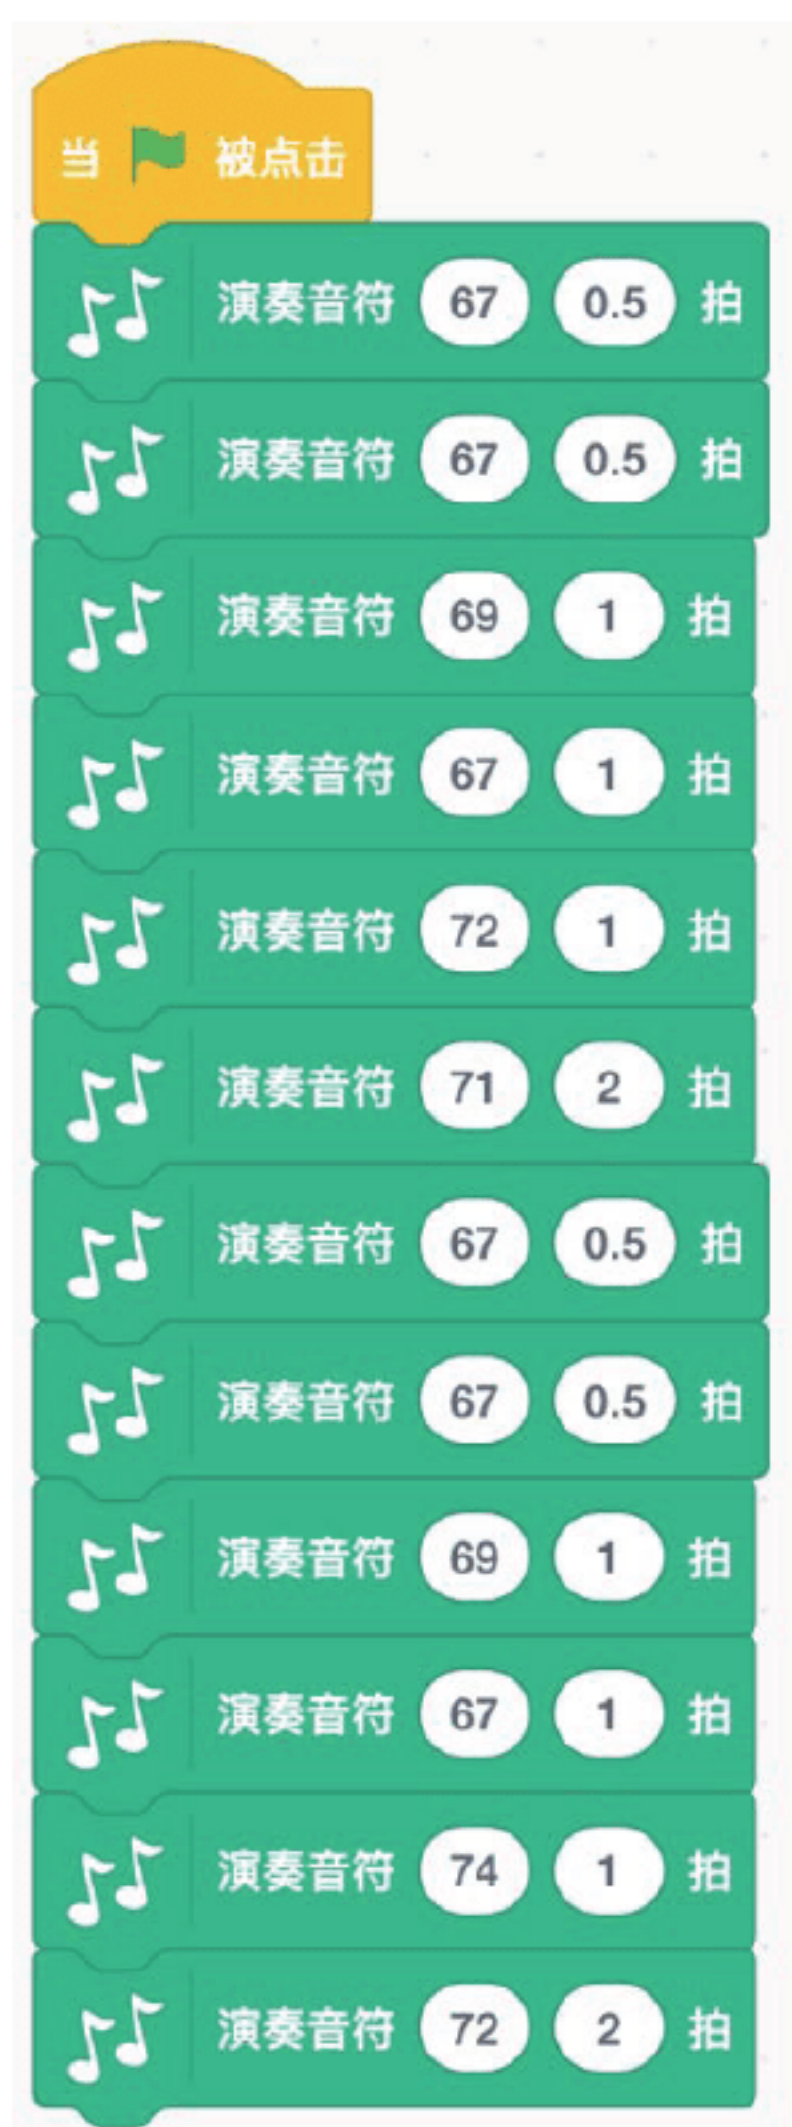 当 被点击
演奏音符 67 0.5 拍
演奏音符 67 0.5 拍
演奏音符 69 1 拍
演奏音符 67 1 拍
演奏音符 72 1 拍
演奏音符 71 2 拍
演奏音符 67 0.5 拍
演奏音符 67 0.5 拍
演奏音符 69 1 拍
演奏音符 67 1 拍
演奏音符 74 1 拍
演奏音符 72 2 拍